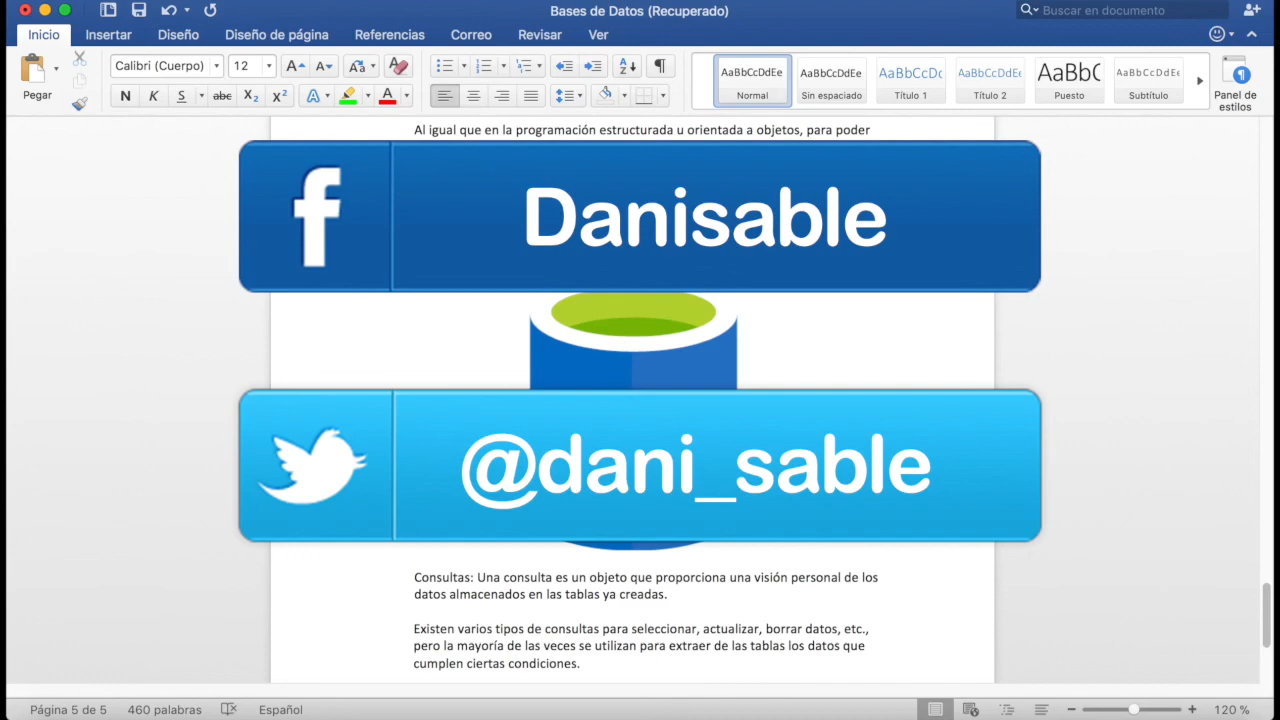 Bases de Datos (Recuperado)
Buscar en documento
Inicio Insertar Diseño Diseño de página Referencias Correo Revisar Ver
Pegar
Calibri (Cuerpo) 12
N K S abc X₂ X² A A
AaBbCcDdEe Normal
AaBbCcDdEe Sin espaciado
AaBbCcDc Título 1
AaBbCcDdEe Título 2
AaBbC Puesto
AaBbCcDdEe Subtítulo
Panel de estilos
Al igual que en la programación estructurada u orientada a objetos, para poder
f Danisable
@dani_sable
Consultas: Una consulta es un objeto que proporciona una visión personal de los
datos almacenados en las tablas ya creadas.
Existen varios tipos de consultas para seleccionar, actualizar, borrar datos, etc.,
pero la mayoría de las veces se utilizan para extraer de las tablas los datos que
cumplen ciertas condiciones.
Página 5 de 5 460 palabras Español 120 %